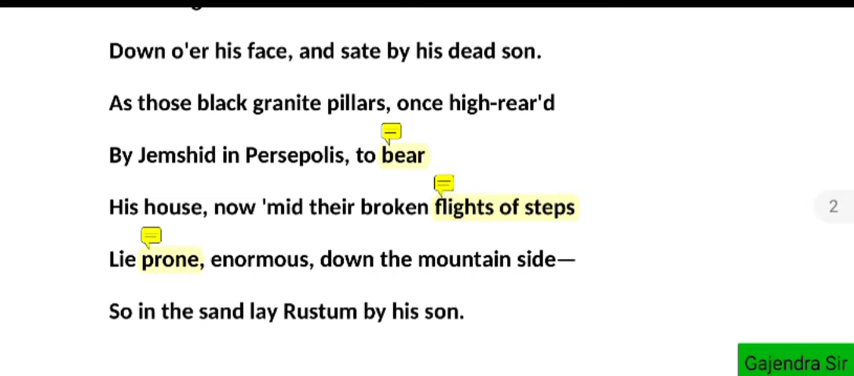 Down o'er his face, and sate by his dead son.
As those black granite pillars, once high-rear'd
By Jemshid in Persepolis, to bear
His house, now 'mid their broken flights of steps
2
Lie prone, enormous, down the mountain side—
So in the sand lay Rustum by his son.
Gajendra Sir